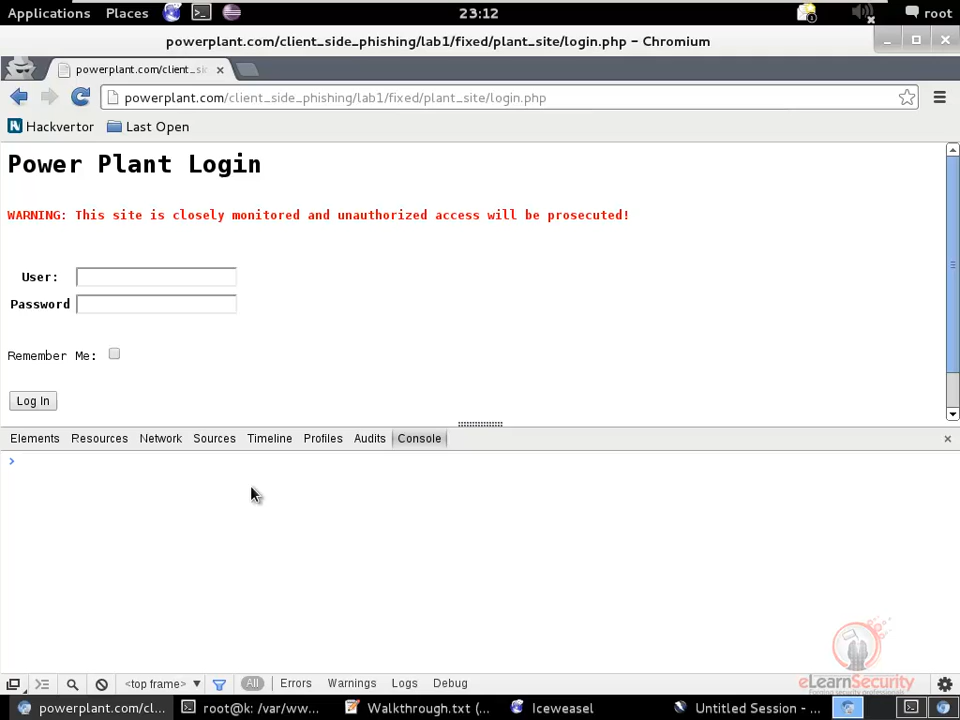 Applications Places 23:12 root
powerplant.com/client_side_phishing/lab1/fixed/plant_site/login.php - Chromium
powerplant.com/client_si
powerplant.com/client_side_phishing/lab1/fixed/plant_site/login.php
Hackvertor Last Open
Power Plant Login
WARNING: This site is closely monitored and unauthorized access will be prosecuted!
User:
Password
Remember Me:
Log In
Elements Resources Network Sources Timeline Profiles Audits Console
>
eLearnSecurity
Forging security professionals
<top frame> All Errors Warnings Logs Debug
powerplant.com/cl... root@k: /var/ww... Walkthrough.txt (... Iceweasel Untitled Session - ...